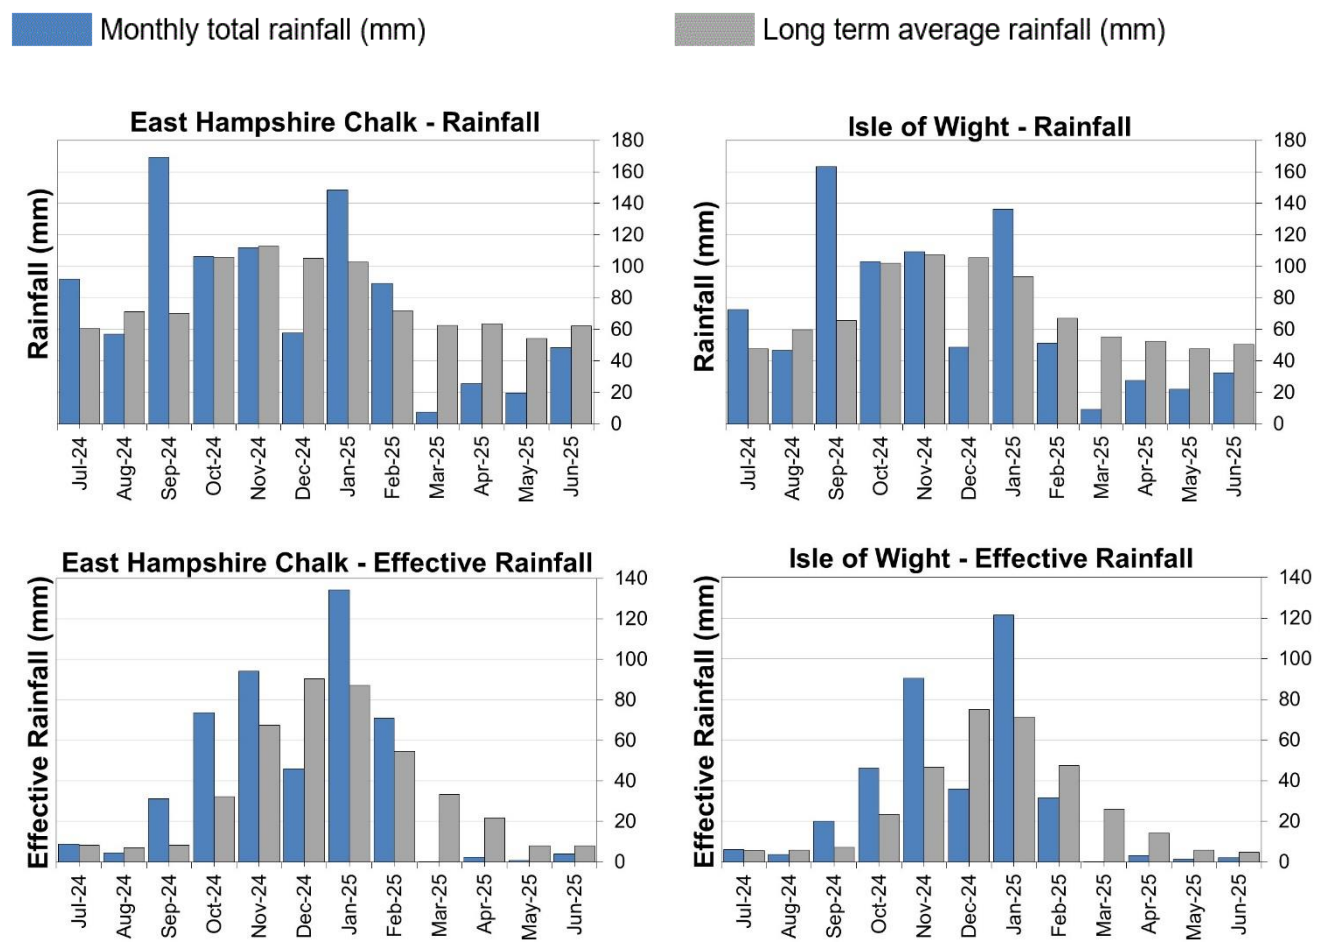 Monthly total rainfall (mm)
Long term average rainfall (mm)
East Hampshire Chalk - Rainfall
Rainfall (mm)
180
160
140
120
100
80
60
40
20
0
Jul-24
Aug-24
Sep-24
Oct-24
Nov-24
Dec-24
Jan-25
Feb-25
Mar-25
Apr-25
May-25
Jun-25
Isle of Wight - Rainfall
Rainfall (mm)
180
160
140
120
100
80
60
40
20
0
Jul-24
Aug-24
Sep-24
Oct-24
Nov-24
Dec-24
Jan-25
Feb-25
Mar-25
Apr-25
May-25
Jun-25
East Hampshire Chalk - Effective Rainfall
Effective Rainfall (mm)
140
120
100
80
60
40
20
0
Jul-24
Aug-24
Sep-24
Oct-24
Nov-24
Dec-24
Jan-25
Feb-25
Mar-25
Apr-25
May-25
Jun-25
Isle of Wight - Effective Rainfall
Effective Rainfall (mm)
140
120
100
80
60
40
20
0
Jul-24
Aug-24
Sep-24
Oct-24
Nov-24
Dec-24
Jan-25
Feb-25
Mar-25
Apr-25
May-25
Jun-25